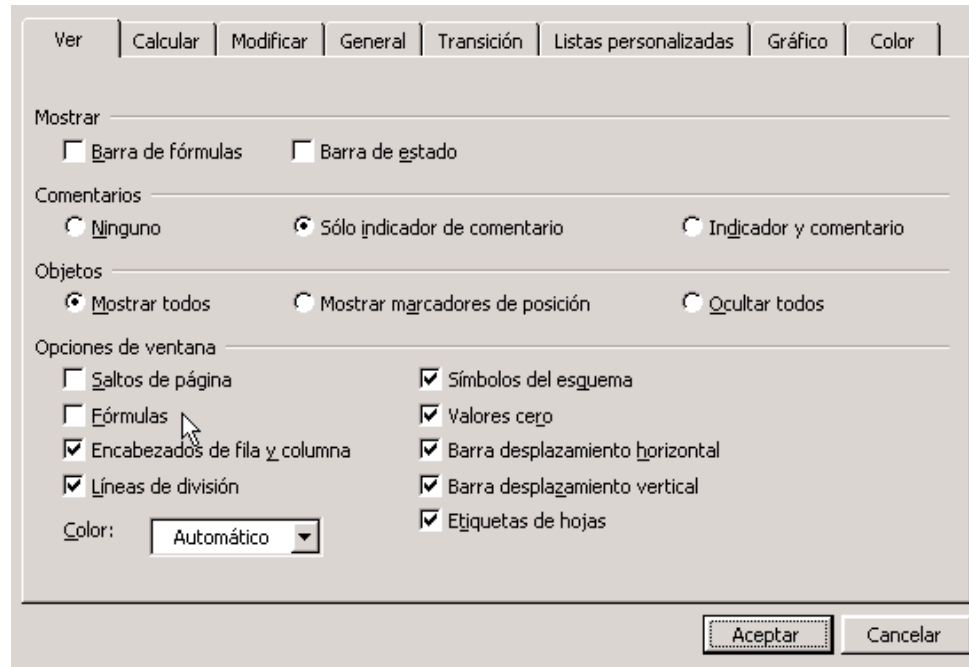 Ver Calcular Modificar General Transición Listas personalizadas Gráfico Color
Mostrar
Barra de fórmulas Barra de estado
Comentarios
Ninguno Sólo indicador de comentario Indicador y comentario
Objetos
Mostrar todos Mostrar marcadores de posición Ocultar todos
Opciones de ventana
Saltos de página Símbolos del esquema
Fórmulas Valores cero
Encabezados de fila y columna Barra desplazamiento horizontal
Líneas de división Barra desplazamiento vertical
Color: Automático Etiquetas de hojas
Aceptar Cancelar